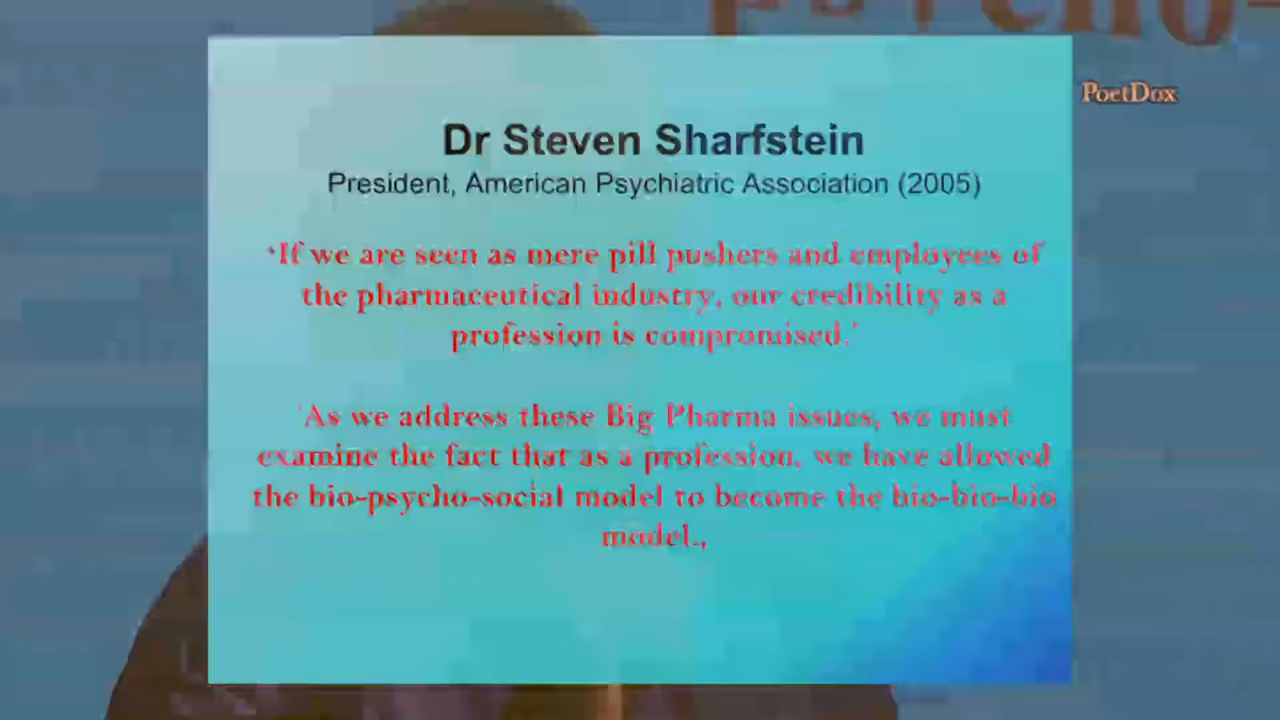 psycho-
PoetDox
Dr Steven Sharfstein
President, American Psychiatric Association (2005)
'If we are seen as mere pill pushers and employees of
the pharmaceutical industry, our credibility as a
profession is compromised.'
'As we address these Big Pharma issues, we must
examine the fact that as a profession, we have allowed
the bio-psycho-social model to become the bio-bio-bio
model.,